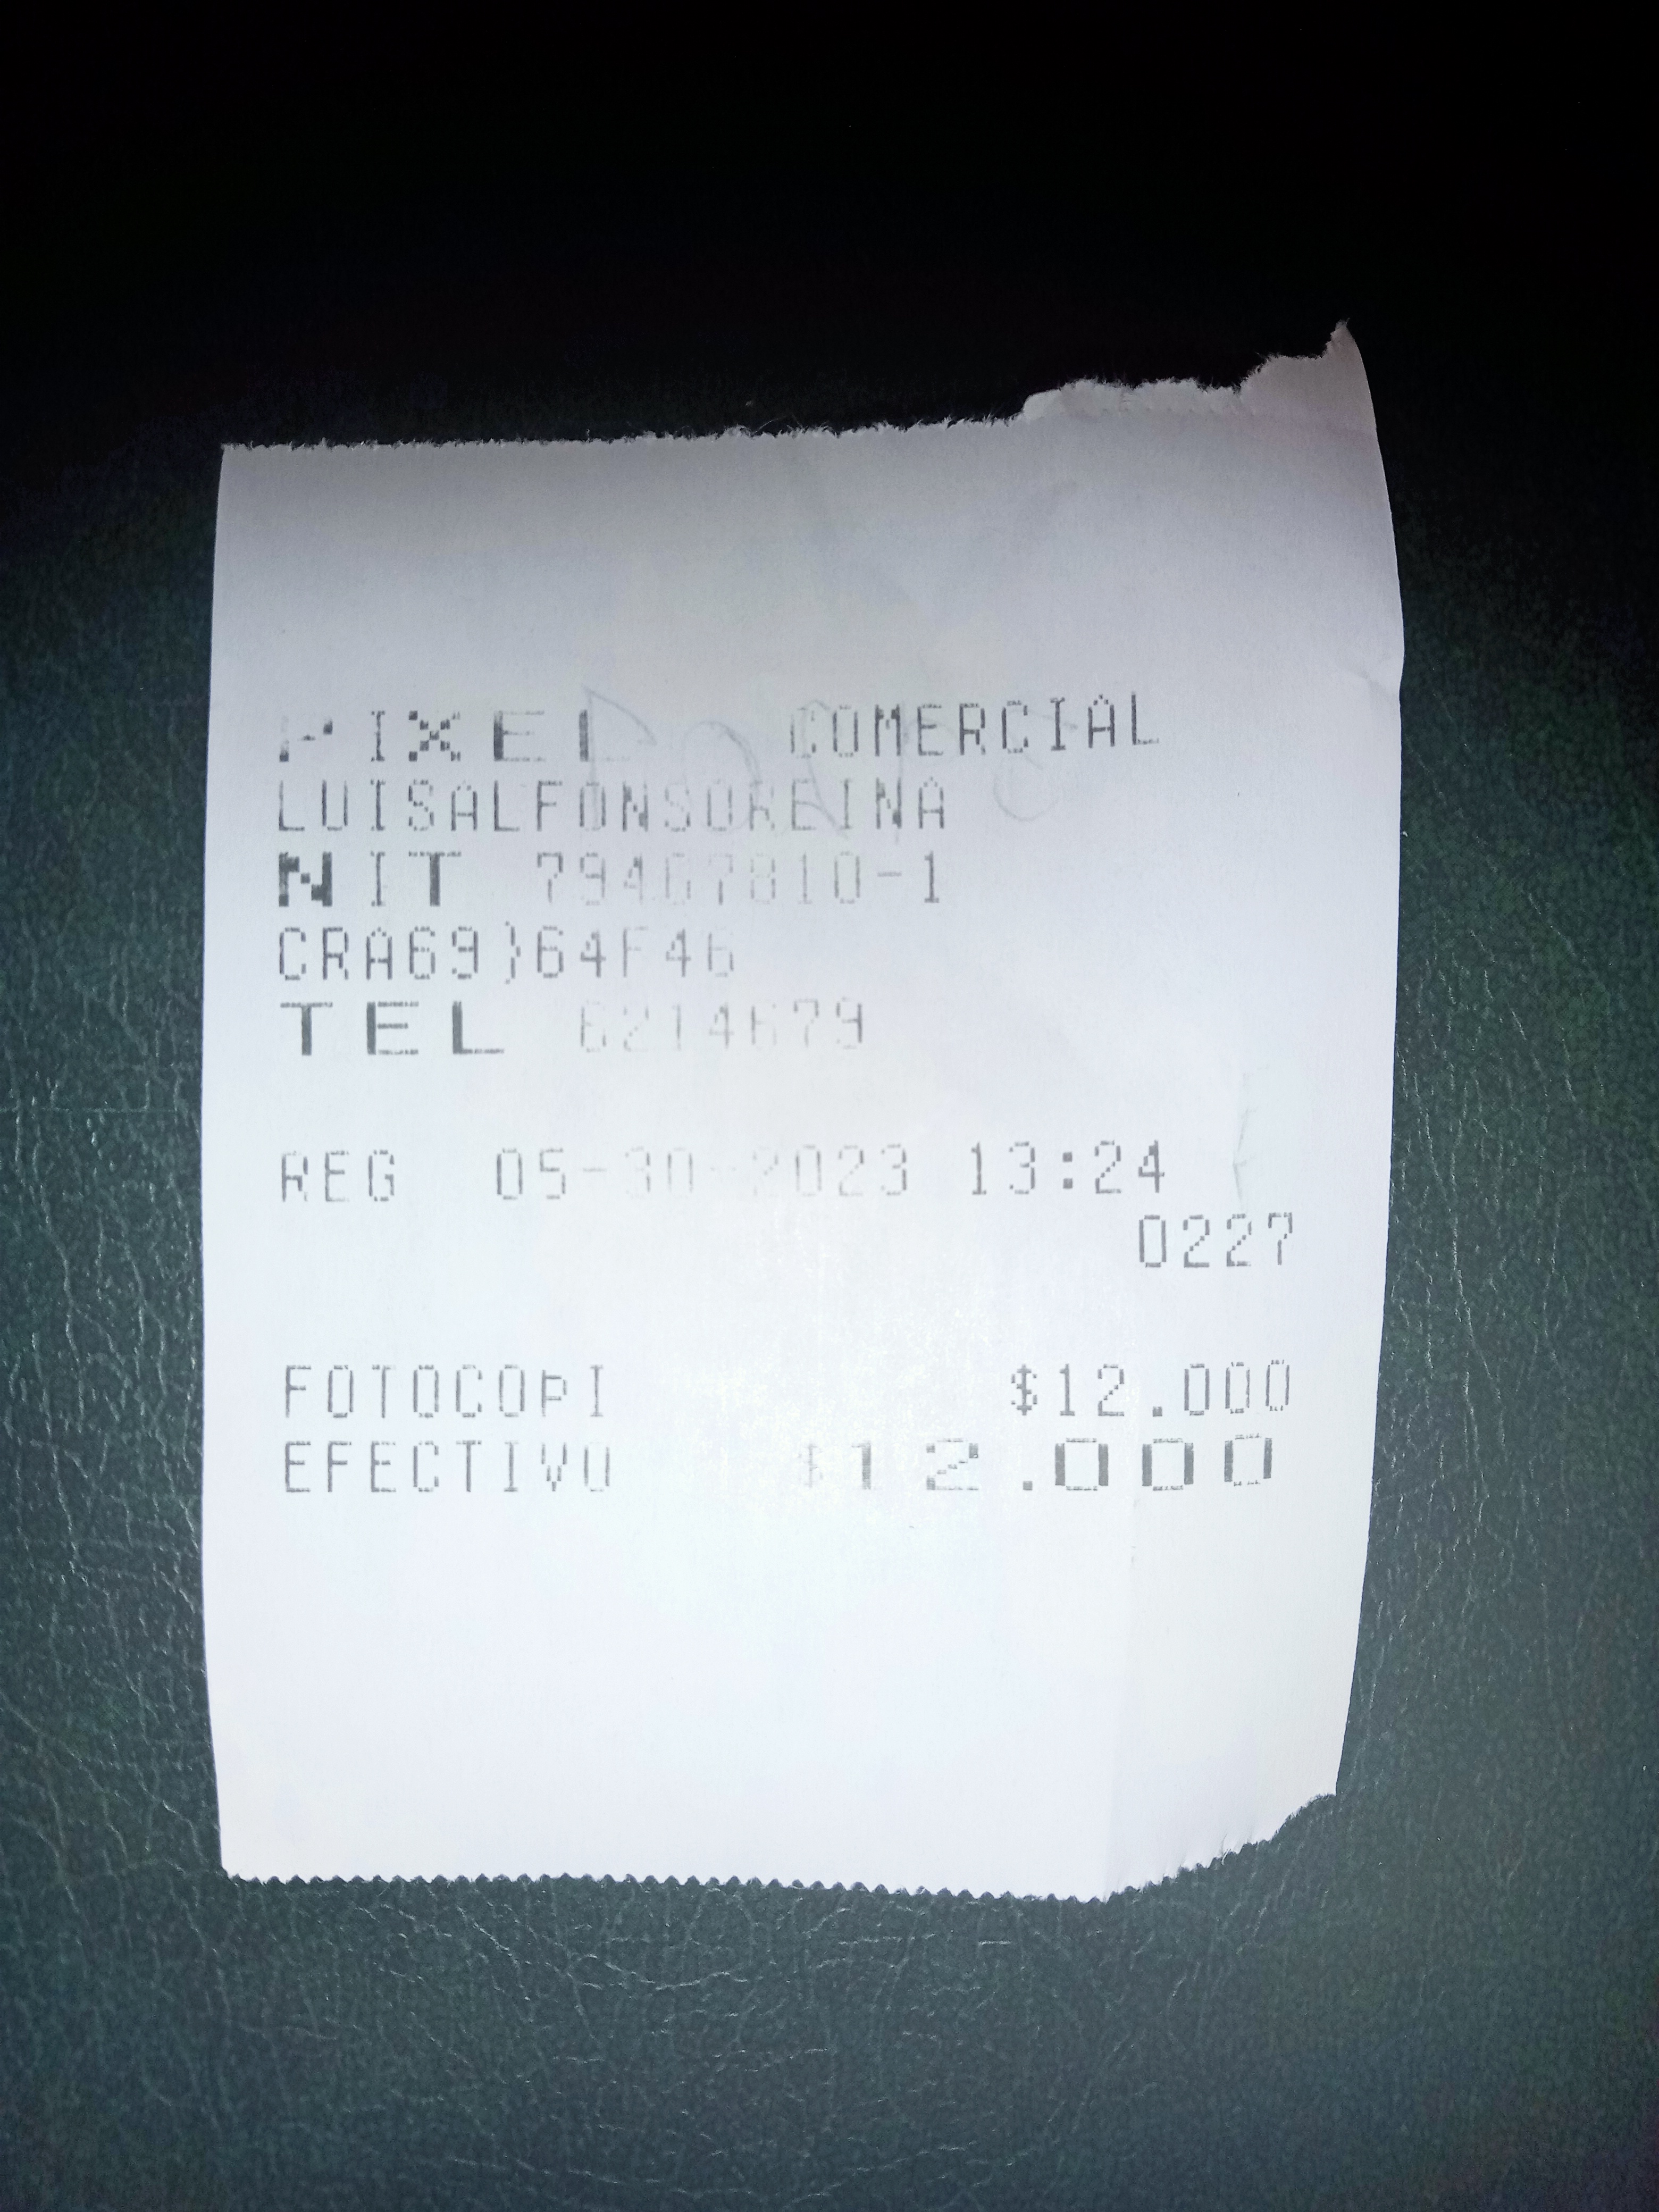 PIXEL COMERCIAL
LUISALFONSOREINA
NIT 79467810-1
CRA69}64F46
TEL 6214679
REG 05-30-2023 13:24
0227
FOTOCOPI $12.000
EFECTIVO $12.000